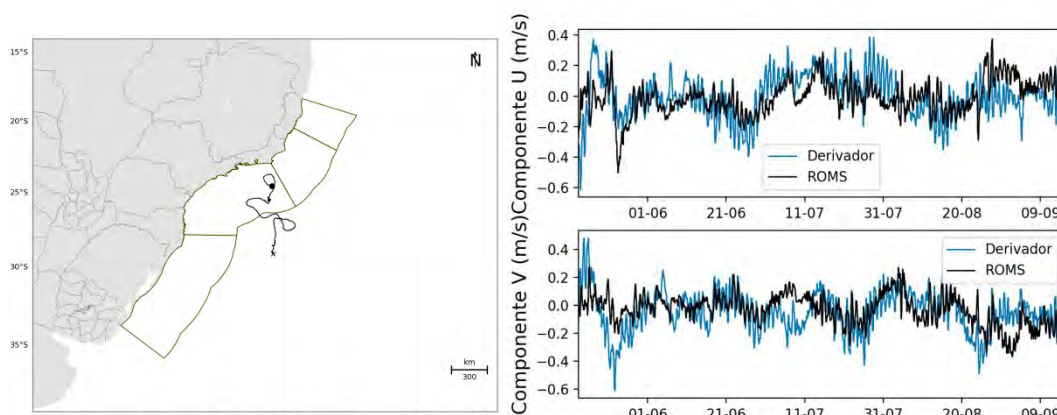 15°S
20°S
25°S
30°S
35°S
N
km
300
Componente U (m/s)
0.4
0.2
0.0
−0.2
−0.4
−0.6
Derivador
ROMS
01-06
21-06
11-07
31-07
20-08
09-09
Componente V (m/s)
0.4
0.2
0.0
−0.2
−0.4
−0.6
Derivador
ROMS
01-06
21-06
11-07
31-07
20-08
09-09